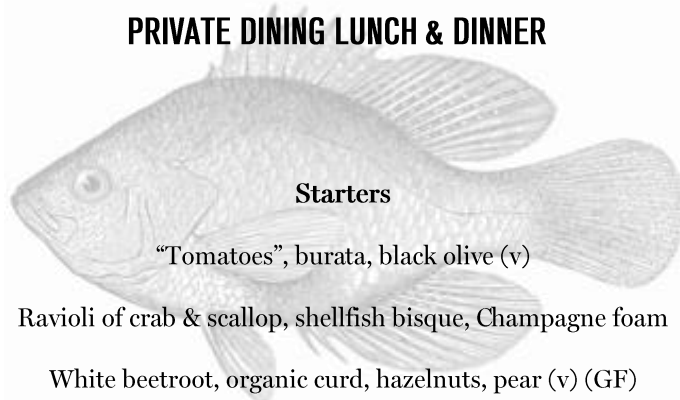 PRIVATE DINING LUNCH & DINNER
Starters
“Tomatoes”, burata, black olive (v)
Ravioli of crab & scallop, shellfish bisque, Champagne foam
White beetroot, organic curd, hazelnuts, pear (v) (GF)